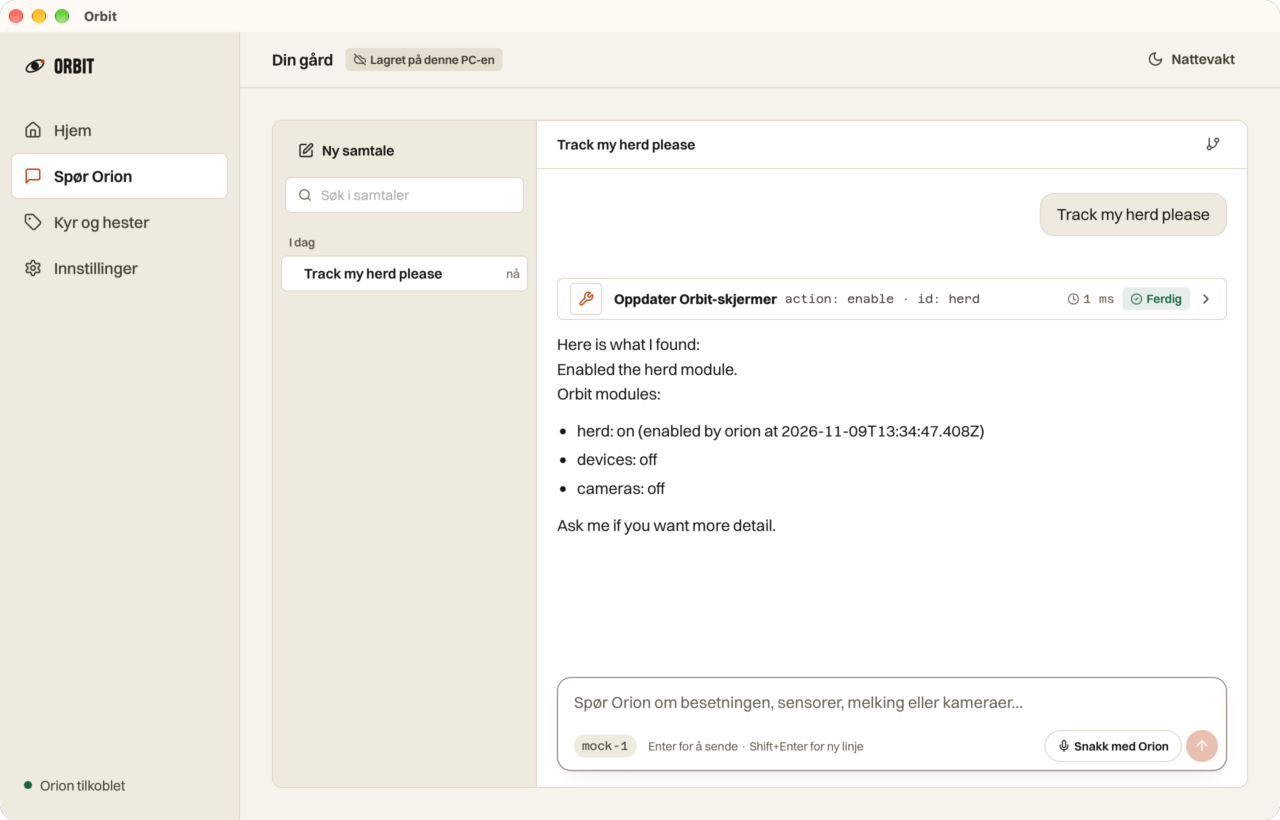 Orbit
ORBIT
Hjem
Spør Orion
Kyr og hester
Innstillinger
Orion tilkoblet
Din gård
Lagret på denne PC-en
Nattevakt
Ny samtale
Søk i samtaler
I dag
Track my herd please nå
Track my herd please
Track my herd please
Oppdater Orbit-skjermer action: enable · id: herd 1 ms Ferdig
Here is what I found:
Enabled the herd module.
Orbit modules:
• herd: on (enabled by orion at 2026-11-09T13:34:47.408Z)
• devices: off
• cameras: off
Ask me if you want more detail.
Spør Orion om besetningen, sensorer, melking eller kameraer...
mock-1 Enter for å sende · Shift+Enter for ny linje Snakk med Orion